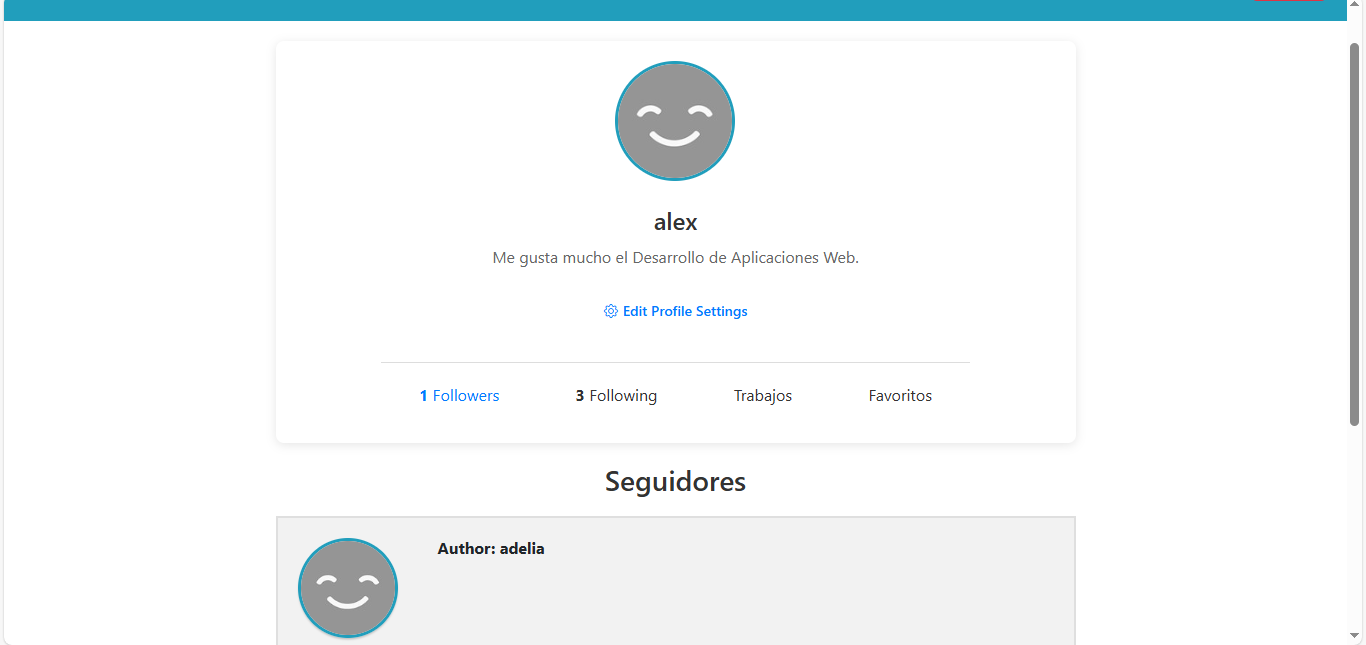 alex
Me gusta mucho el Desarrollo de Aplicaciones Web.
Edit Profile Settings
1 Followers 3 Following Trabajos Favoritos
Seguidores
Author: adelia